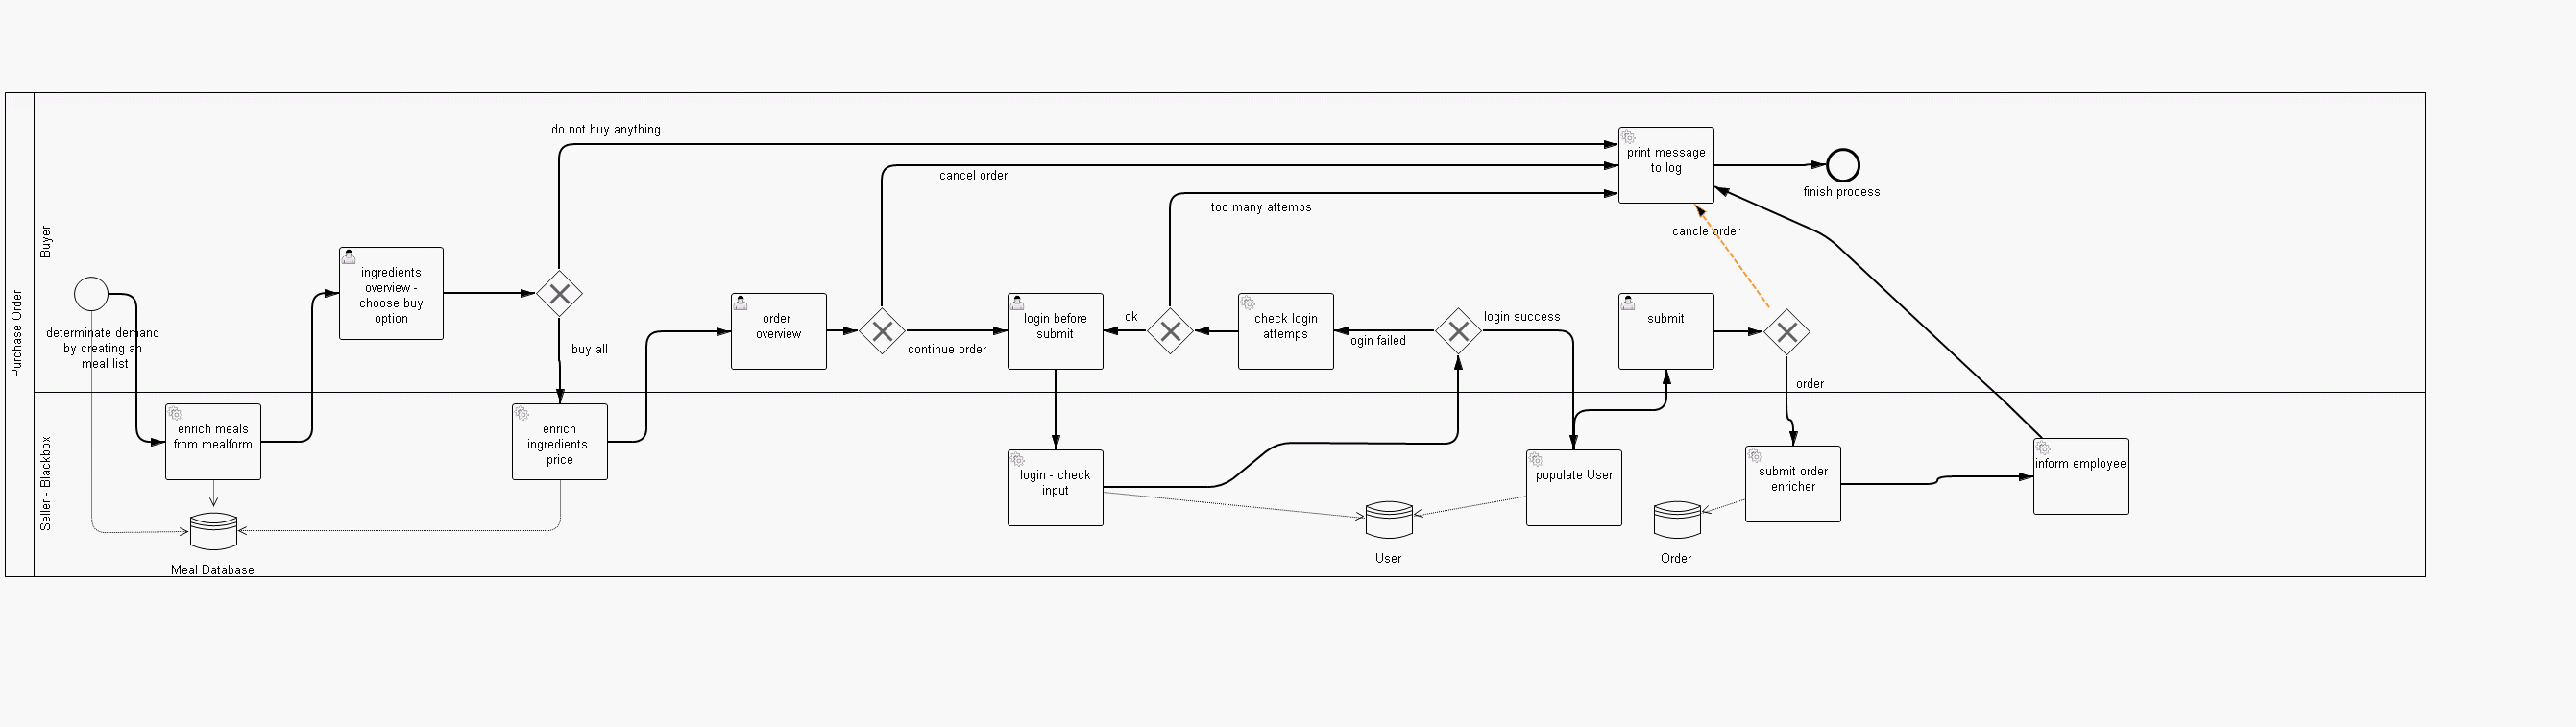 Purchase Order
Buyer
Seller - Blackbox
determinate demand
by creating an
meal list
enrich meals
from mealform
Meal Database
ingredients
overview -
choose buy
option
do not buy anything
buy all
enrich
ingredients
price
order
overview
cancel order
continue order
login before
submit
login - check
input
too many attemps
ok
check login
attemps
login failed
login success
User
populate User
submit
print message
to log
finish process
cancle order
order
Order
submit order
enricher
inform employee